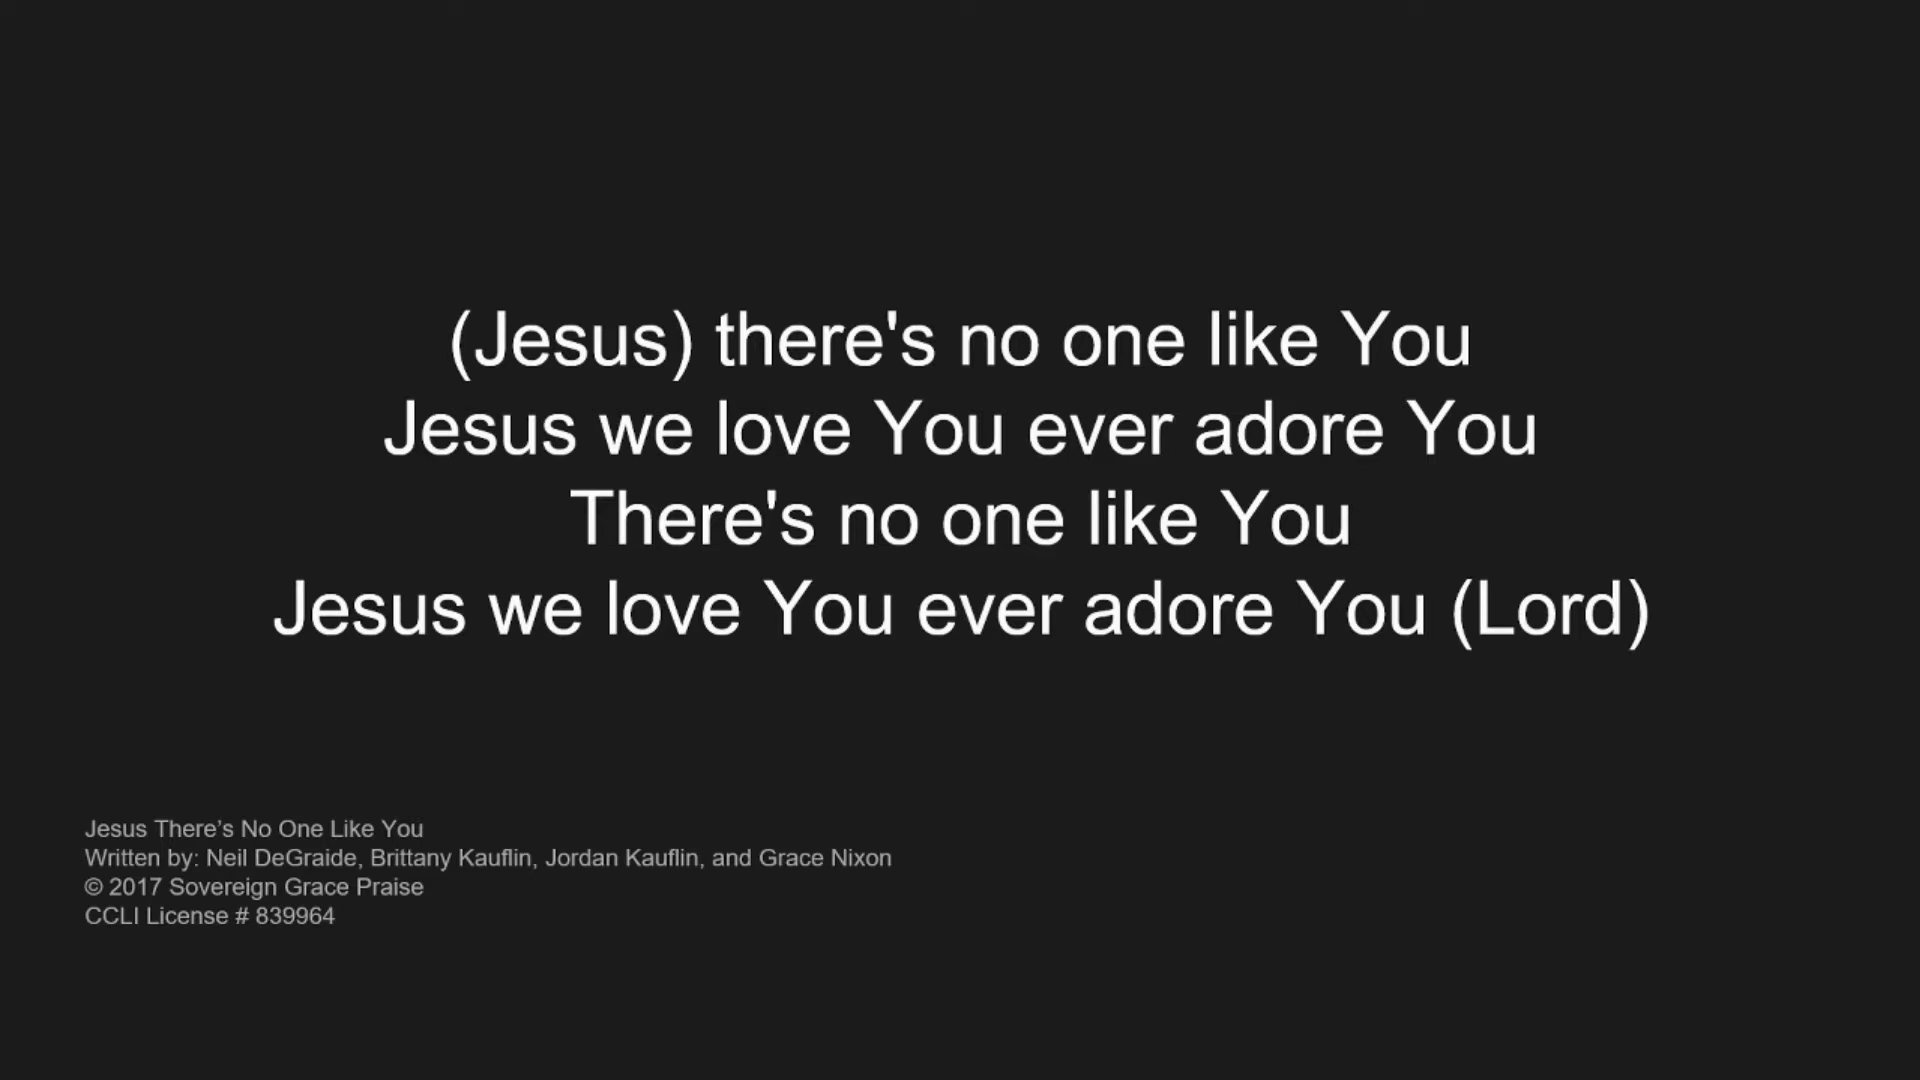 (Jesus) there's no one like You
Jesus we love You ever adore You
There's no one like You
Jesus we love You ever adore You (Lord)
Jesus There’s No One Like You
Written by: Neil DeGraide, Brittany Kauflin, Jordan Kauflin, and Grace Nixon
© 2017 Sovereign Grace Praise
CCLI License # 839964